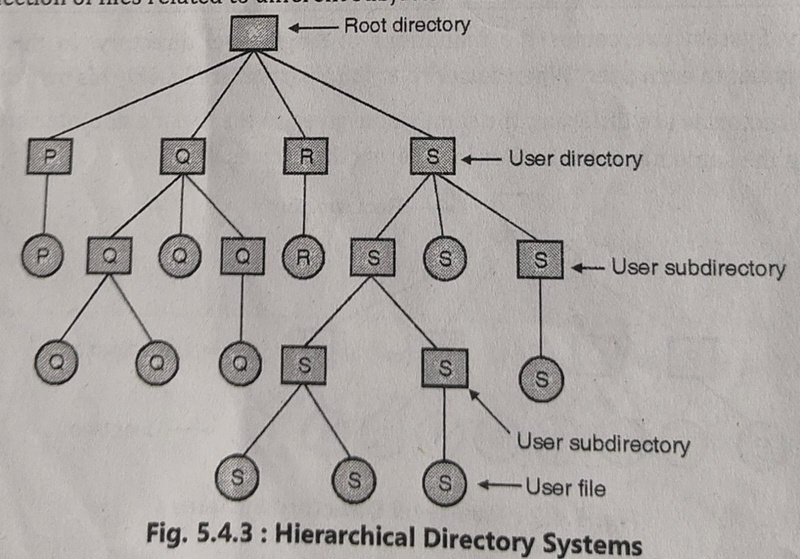 Root directory
P Q R S User directory
P Q Q Q R S S S User subdirectory
Q Q Q S S S
User subdirectory
S S S User file
Fig. 5.4.3 : Hierarchical Directory Systems